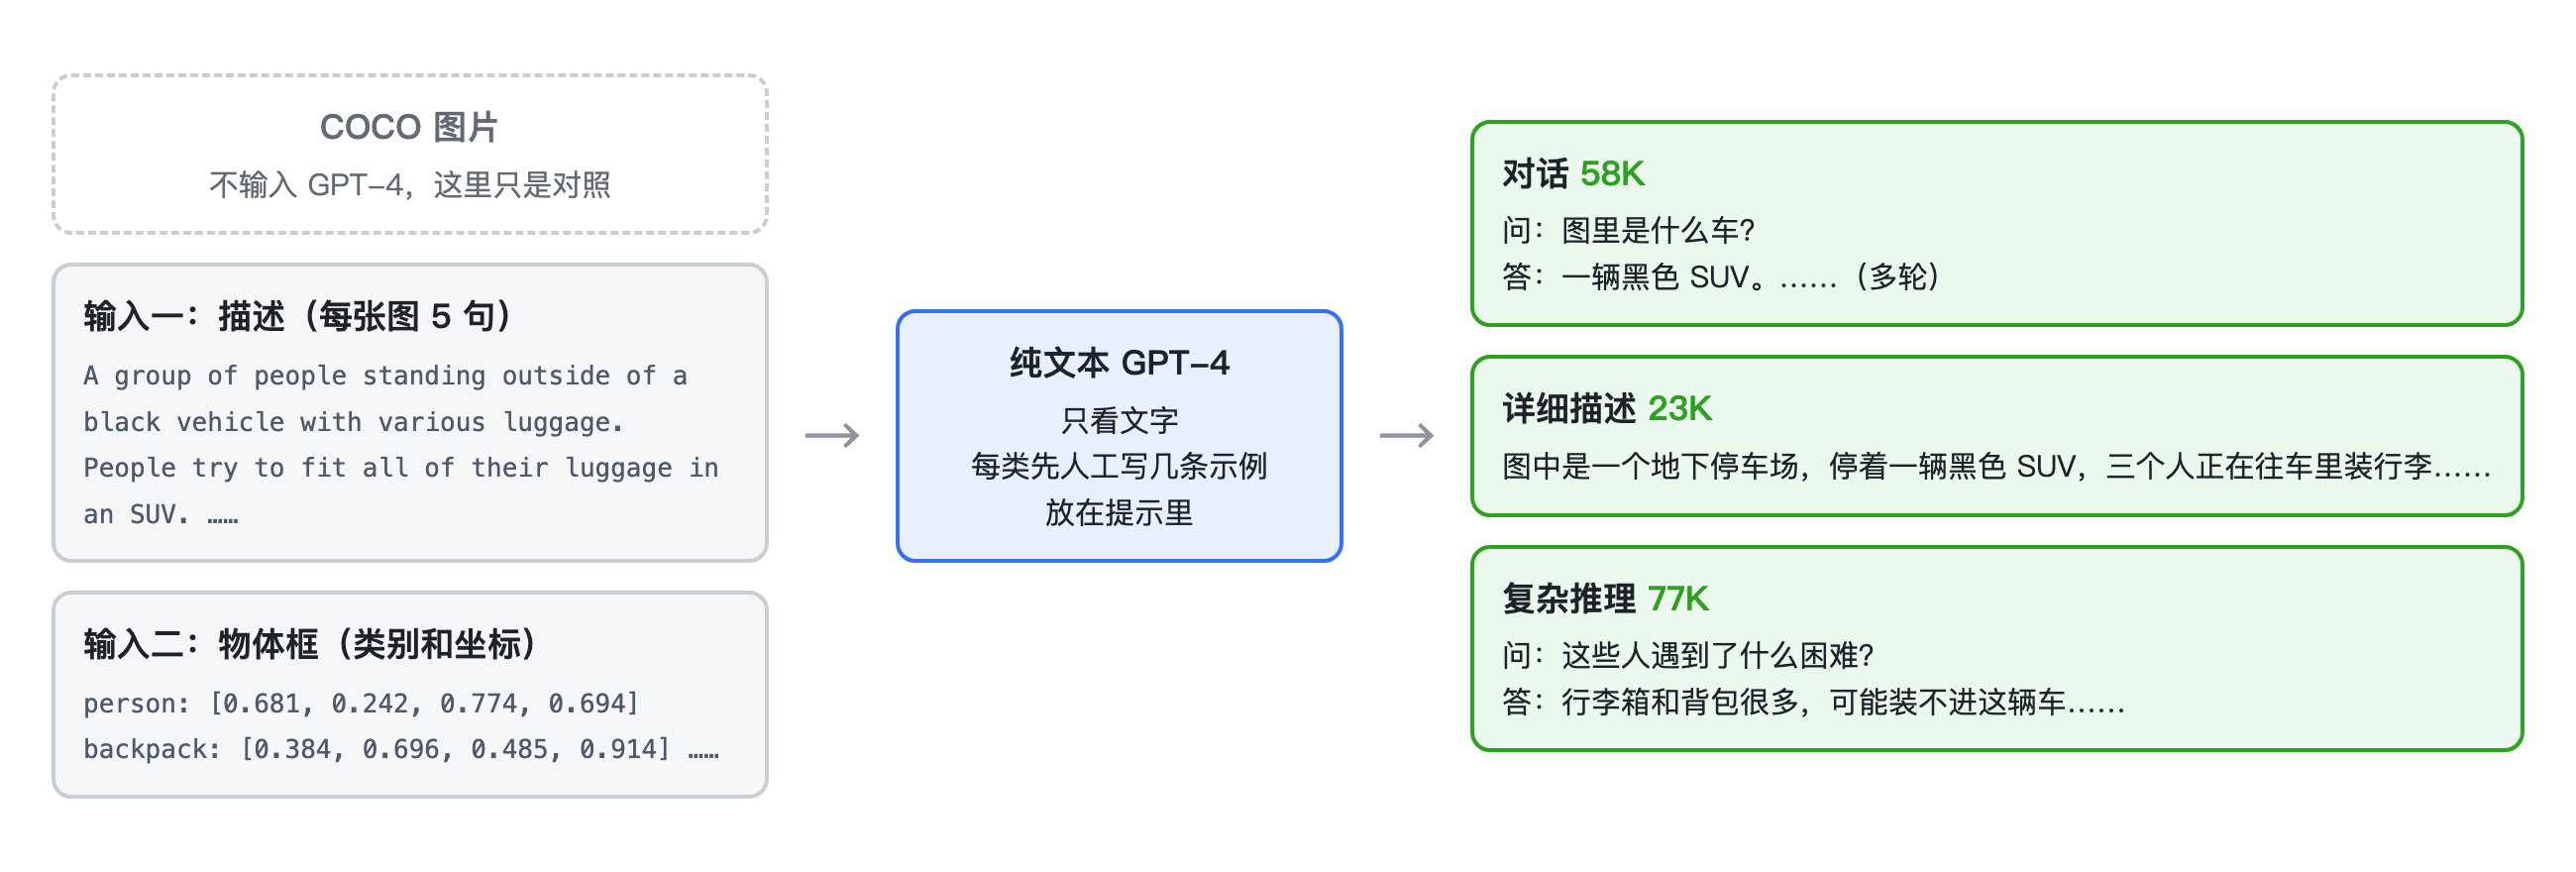 COCO 图片
不输入 GPT-4，这里只是对照
输入一：描述（每张图 5 句）
A group of people standing outside of a
black vehicle with various luggage.
People try to fit all of their luggage in
an SUV. ……
输入二：物体框（类别和坐标）
person: [0.681, 0.242, 0.774, 0.694]
backpack: [0.384, 0.696, 0.485, 0.914] ……
纯文本 GPT-4
只看文字
每类先人工写几条示例
放在提示里
对话 58K
问：图里是什么车？
答：一辆黑色 SUV。……（多轮）
详细描述 23K
图中是一个地下停车场，停着一辆黑色 SUV，三个人正在往车里装行李……
复杂推理 77K
问：这些人遇到了什么困难？
答：行李箱和背包很多，可能装不进这辆车……